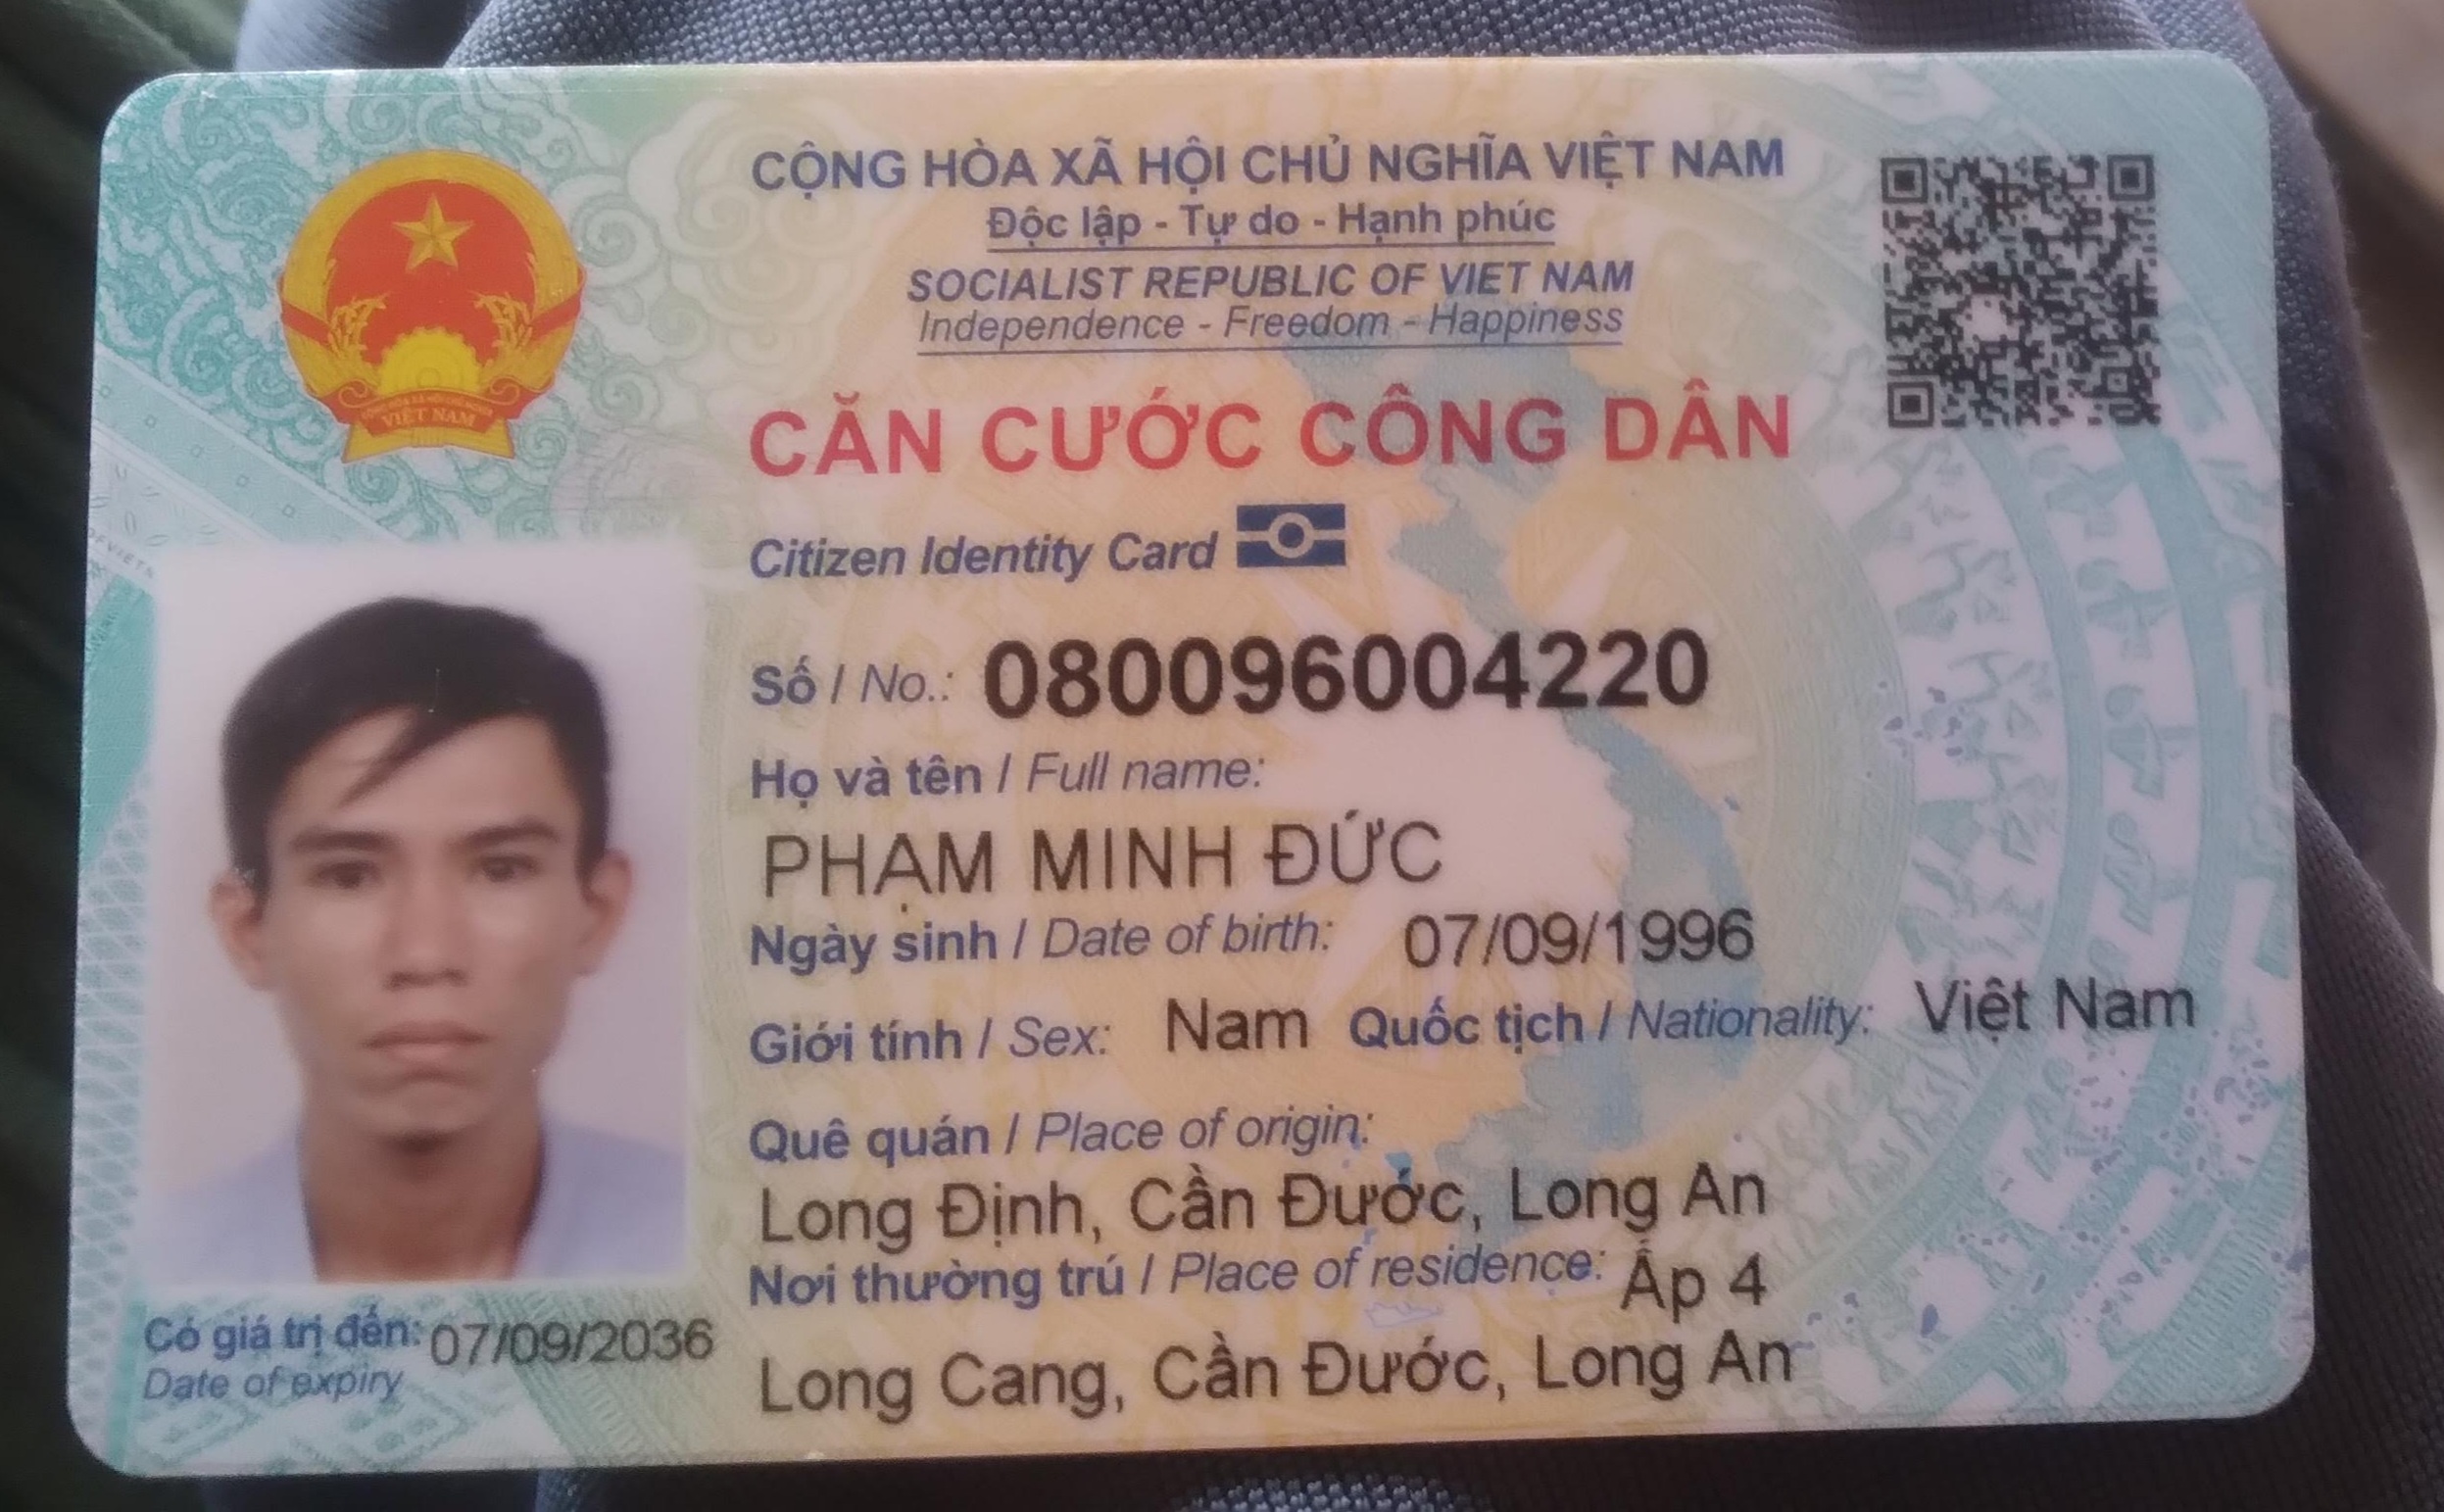 CỘNG HÒA XÃ HỘI CHỦ NGHĨA VIỆT NAM
Độc lập - Tự do - Hạnh phúc
SOCIALIST REPUBLIC OF VIET NAM
Independence - Freedom - Happiness
VIỆT NAM
CĂN CƯỚC CÔNG DÂN
Citizen Identity Card
Số / No.: 080096004220
Họ và tên / Full name:
PHẠM MINH ĐỨC
Ngày sinh / Date of birth: 07/09/1996
Giới tính / Sex: Nam Quốc tịch / Nationality: Việt Nam
Quê quán / Place of origin:
Long Định, Cần Đước, Long An
Nơi thường trú / Place of residence: Ấp 4
Long Cang, Cần Đước, Long An
Có giá trị đến: 07/09/2036
Date of expiry